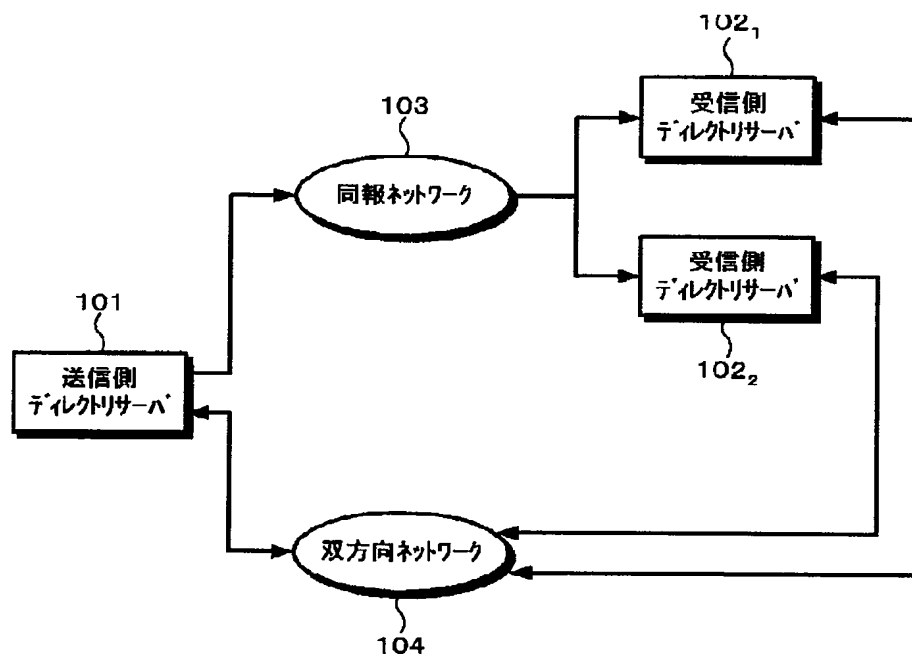 102₁
受信側
ディレクトリサーバ
103
同報ネットワーク
受信側
ディレクトリサーバ
102₂
101
送信側
ディレクトリサーバ
双方向ネットワーク
104